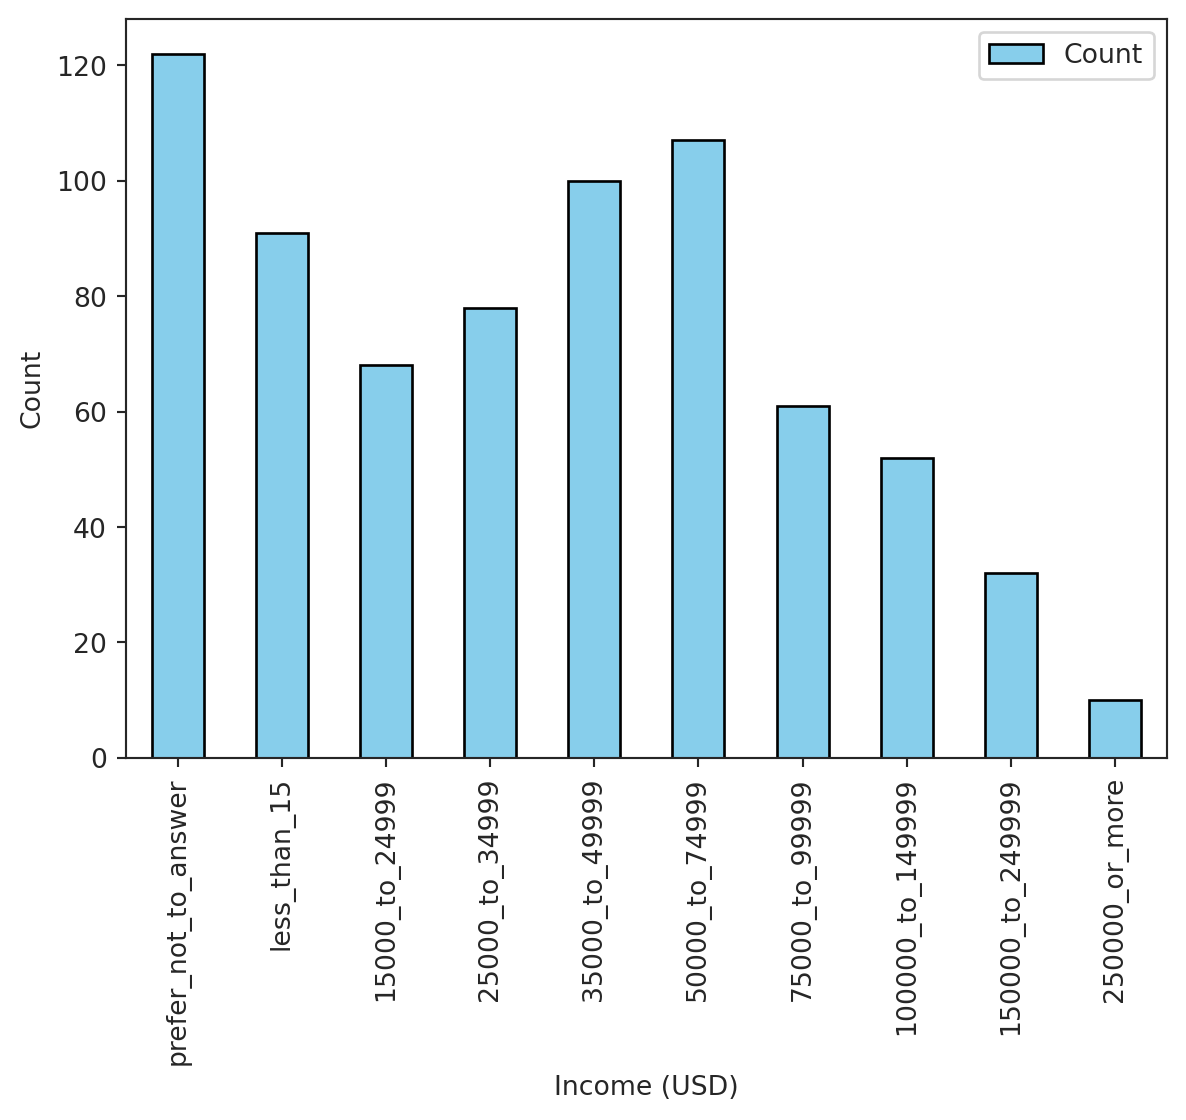 Count
120
100
80
60
40
20
0
Count
prefer_not_to_answer
less_than_15
15000_to_24999
25000_to_34999
35000_to_49999
50000_to_74999
75000_to_99999
100000_to_149999
150000_to_249999
250000_or_more
Income (USD)